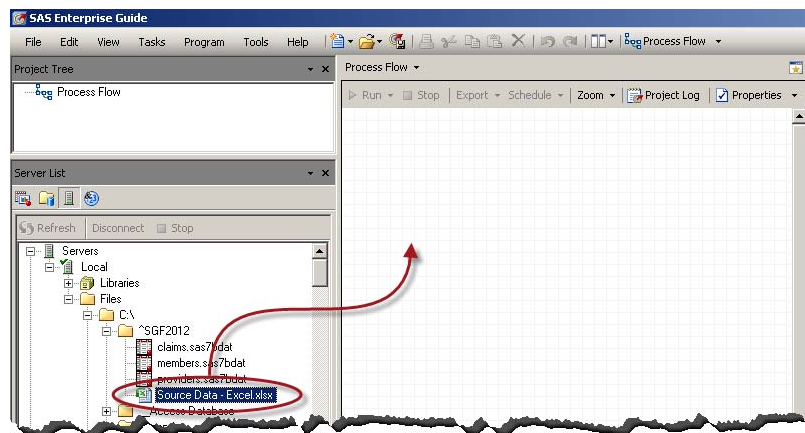 SAS Enterprise Guide
File Edit View Tasks Program Tools Help Process Flow
Project Tree
Process Flow
Process Flow
Run Stop Export Schedule Zoom Project Log Properties
Server List
Refresh Disconnect Stop
Servers
Local
Libraries
Files
C:\
^SGF2012
claims.sas7bdat
members.sas7bdat
providers.sas7bdat
Source Data - Excel.xlsx
Access Database